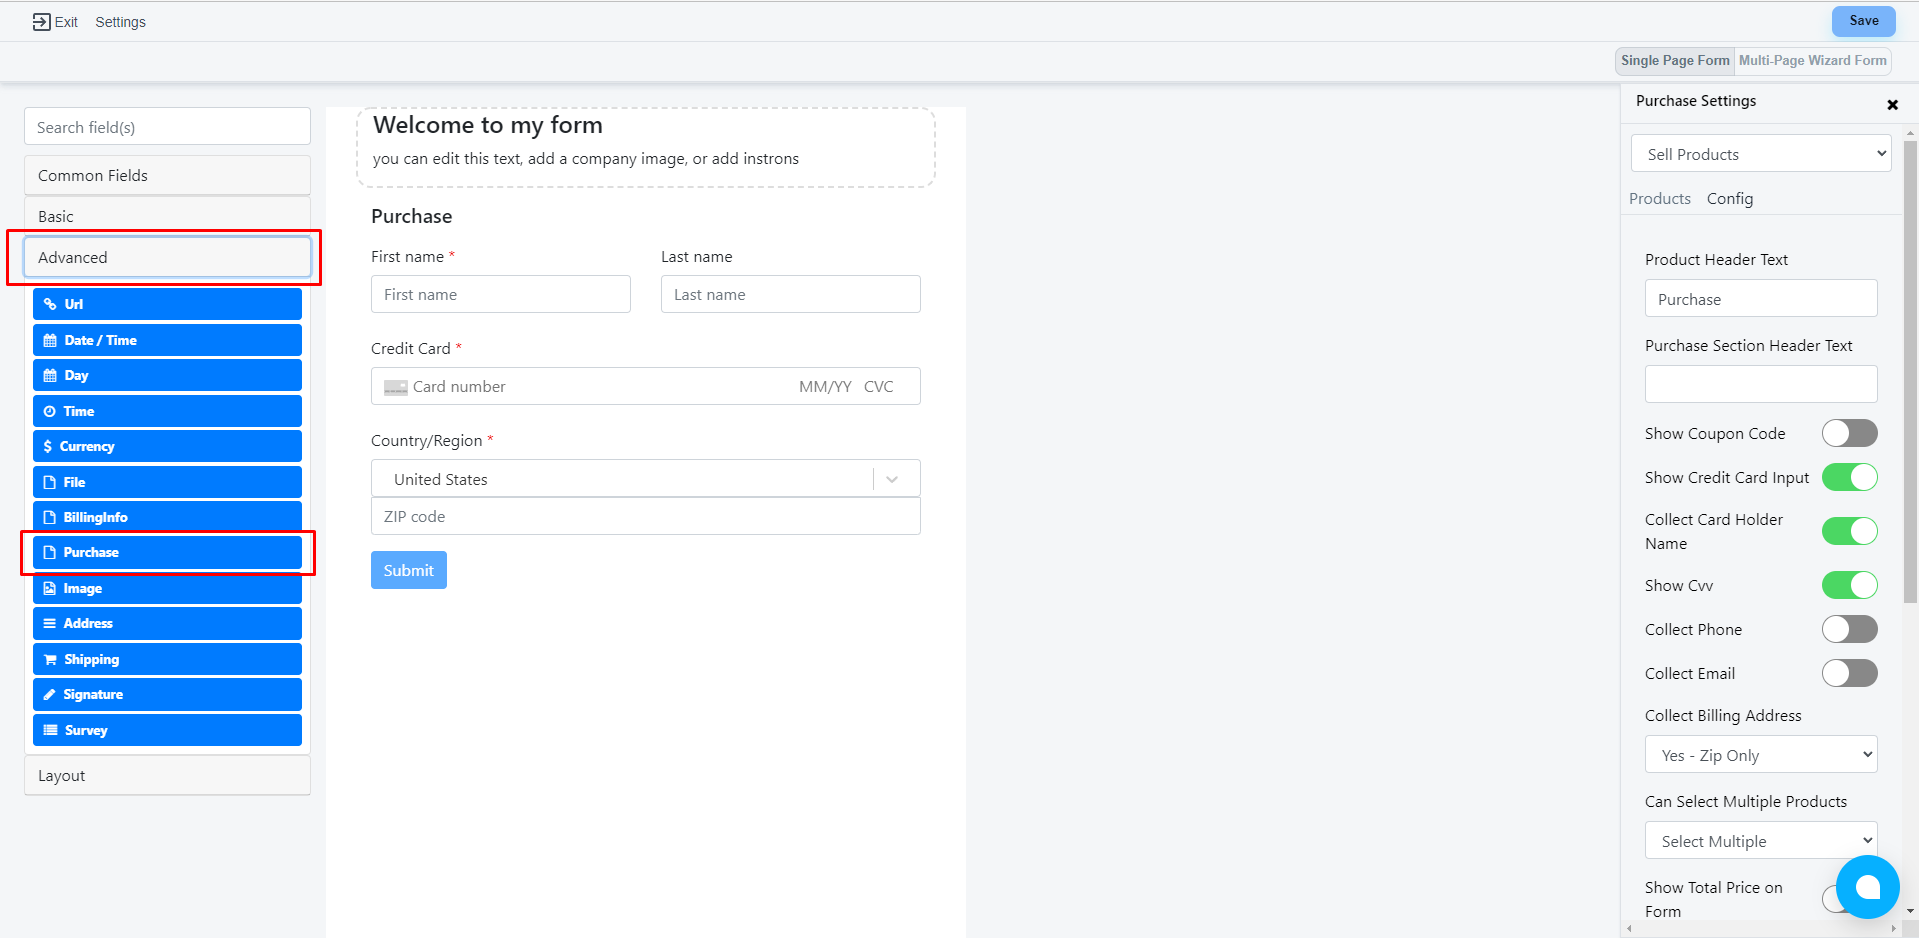 Exit Settings
Save
Single Page Form Multi-Page Wizard Form
Search field(s)
Common Fields
Basic
Advanced
Url
Date / Time
Day
Time
Currency
File
BillingInfo
Purchase
Image
Address
Shipping
Signature
Survey
Layout
Welcome to my form
you can edit this text, add a company image, or add instrons
Purchase
First name * Last name
First name Last name
Credit Card *
Card number MM/YY CVC
Country/Region *
United States
ZIP code
Submit
Purchase Settings
Sell Products
Products Config
Product Header Text
Purchase
Purchase Section Header Text
Show Coupon Code
Show Credit Card Input
Collect Card Holder
Name
Show Cvv
Collect Phone
Collect Email
Collect Billing Address
Yes - Zip Only
Can Select Multiple Products
Select Multiple
Show Total Price on
Form